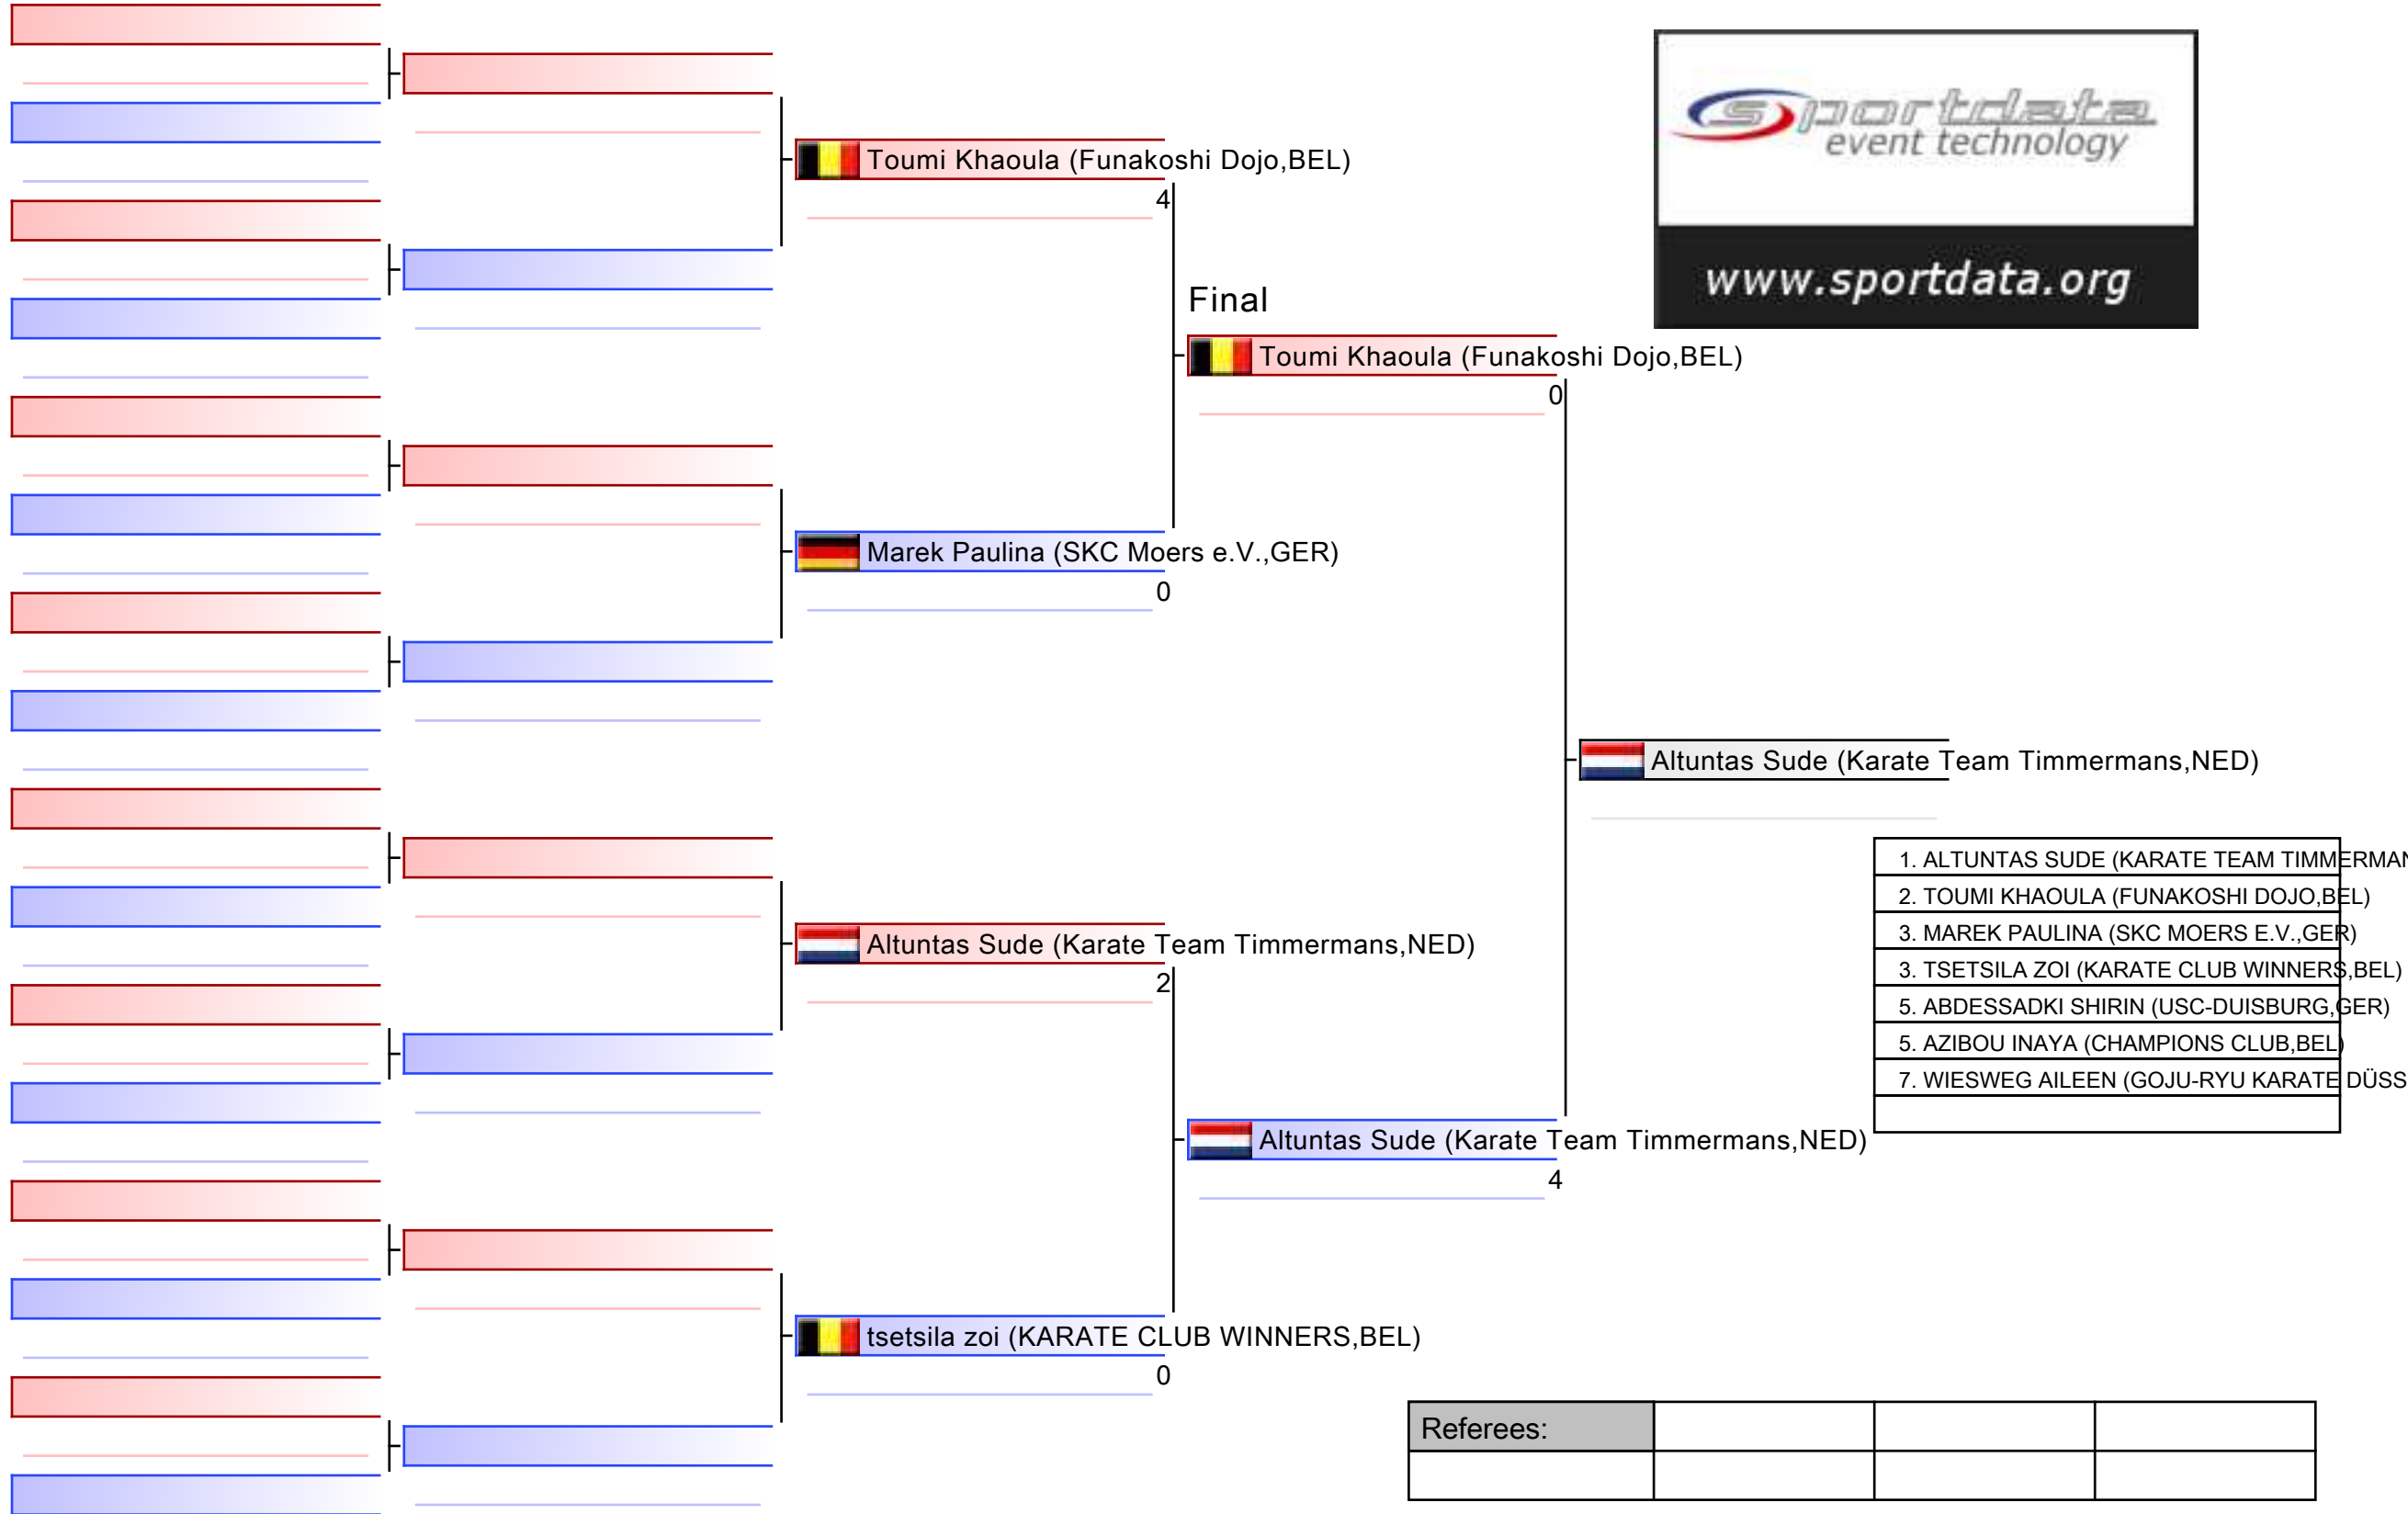 sportdata
event technology
www.sportdata.org
Toumi Khaoula (Funakoshi Dojo,BEL)
4
Final
Toumi Khaoula (Funakoshi Dojo,BEL)
0
Marek Paulina (SKC Moers e.V.,GER)
0
Altuntas Sude (Karate Team Timmermans,NED)
1. ALTUNTAS SUDE (KARATE TEAM TIMMERMAN
2. TOUMI KHAOULA (FUNAKOSHI DOJO,BEL)
3. MAREK PAULINA (SKC MOERS E.V.,GER)
3. TSETSILA ZOI (KARATE CLUB WINNERS,BEL)
5. ABDESSADKI SHIRIN (USC-DUISBURG,GER)
5. AZIBOU INAYA (CHAMPIONS CLUB,BEL)
7. WIESWEG AILEEN (GOJU-RYU KARATE DÜSS
Altuntas Sude (Karate Team Timmermans,NED)
2
Altuntas Sude (Karate Team Timmermans,NED)
4
tsetsila zoi (KARATE CLUB WINNERS,BEL)
0
Referees: